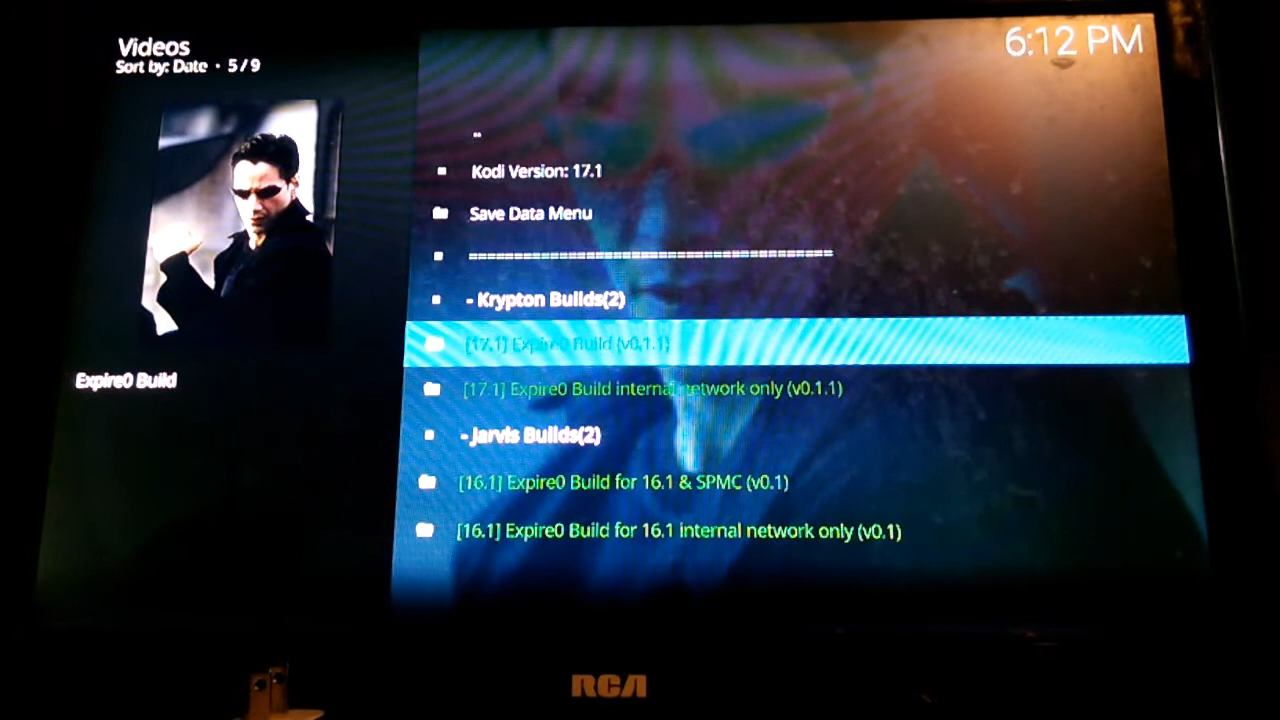 Videos
Sort by: Date · 5 / 9
6:12 PM
..
Kodi Version: 17.1
Save Data Menu
========================================
- Krypton Builds(2)
[17.1] Expire0 Build (v0.1.1)
[17.1] Expire0 Build internal network only (v0.1.1)
- Jarvis Builds(2)
[16.1] Expire0 Build for 16.1 & SPMC (v0.1)
[16.1] Expire0 Build for 16.1 internal network only (v0.1)
Expire0 Build
RCA